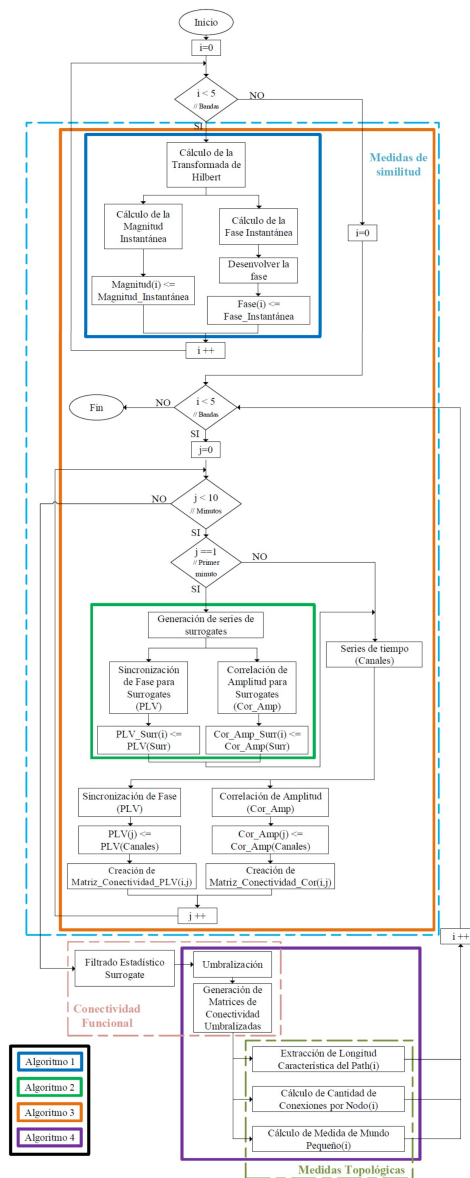 Inicio
i=0
i < 5
// Bandas
NO
SI
Medidas de
similitud
Cálculo de la
Transformada de
Hilbert
Cálculo de la
Magnitud
Instantánea
Cálculo de la
Fase Instantánea
i=0
Desenvolver la
fase
Magnitud(i) <=
Magnitud_Instantánea
Fase(i) <=
Fase_Instantánea
i ++
Fin
NO
i < 5
// Bandas
SI
j=0
NO
j < 10
// Minutos
SI
j ==1
// Primer
minuto
NO
SI
Generación de series de
surrogates
Series de tiempo
(Canales)
Sincronización
de Fase para
Surrogates
(PLV)
Correlación de
Amplitud para
Surrogates
(Cor_Amp)
PLV_Surr(i) <=
PLV(Surr)
Cor_Amp_Surr(i) <=
Cor_Amp(Surr)
Sincronización de Fase
(PLV)
Correlación de Amplitud
(Cor_Amp)
PLV(j) <=
PLV(Canales)
Cor_Amp(j) <=
Cor_Amp(Canales)
Creación de
Matriz_Conectividad_PLV(i,j)
Creación de
Matriz_Conectividad_Cor(i,j)
j ++
i ++
Filtrado Estadístico
Surrogate
Umbralización
Conectividad
Funcional
Generación de
Matrices de
Conectividad
Umbralizadas
Extracción de Longitud
Característica del Path(i)
Cálculo de Cantidad de
Conexiones por Nodo(i)
Cálculo de Medida de Mundo
Pequeño(i)
Medidas Topológicas
Algoritmo 1
Algoritmo 2
Algoritmo 3
Algoritmo 4